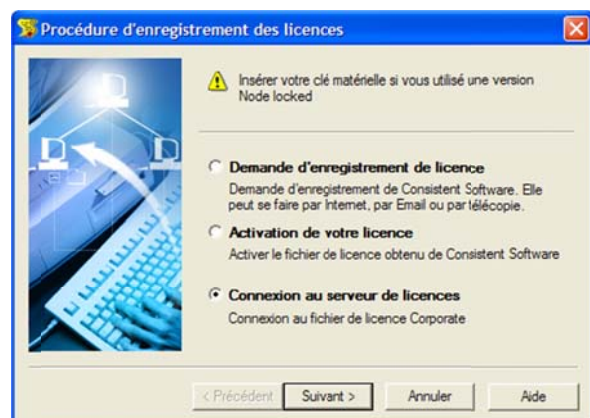 Procédure d'enregistrement des licences
Insérer votre clé matérielle si vous utilisé une version
Node locked
Demande d'enregistrement de licence
Demande d'enregistrement de Consistent Software. Elle
peut se faire par Internet, par Email ou par télécopie.
Activation de votre licence
Activer le fichier de licence obtenu de Consistent Software
Connexion au serveur de licences
Connexion au fichier de licence Corporate
< Précédent
Suivant >
Annuler
Aide